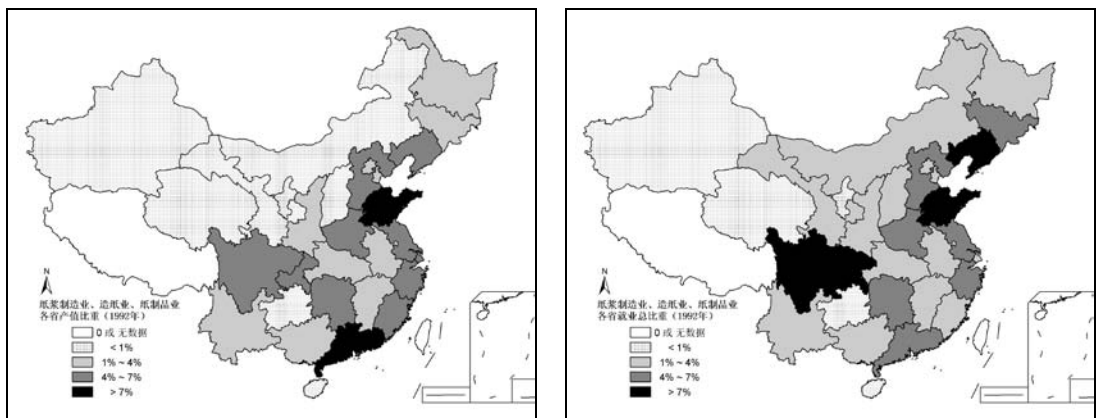 N
纸浆制造业、造纸业、纸制品业
各省产值比重（1992年）
0 或 无数据
< 1%
1% ~ 4%
4% ~ 7%
> 7%
N
纸浆制造业、造纸业、纸制品业
各省就业总比重（1992年）
0 或 无数据
< 1%
1% ~ 4%
4% ~ 7%
> 7%